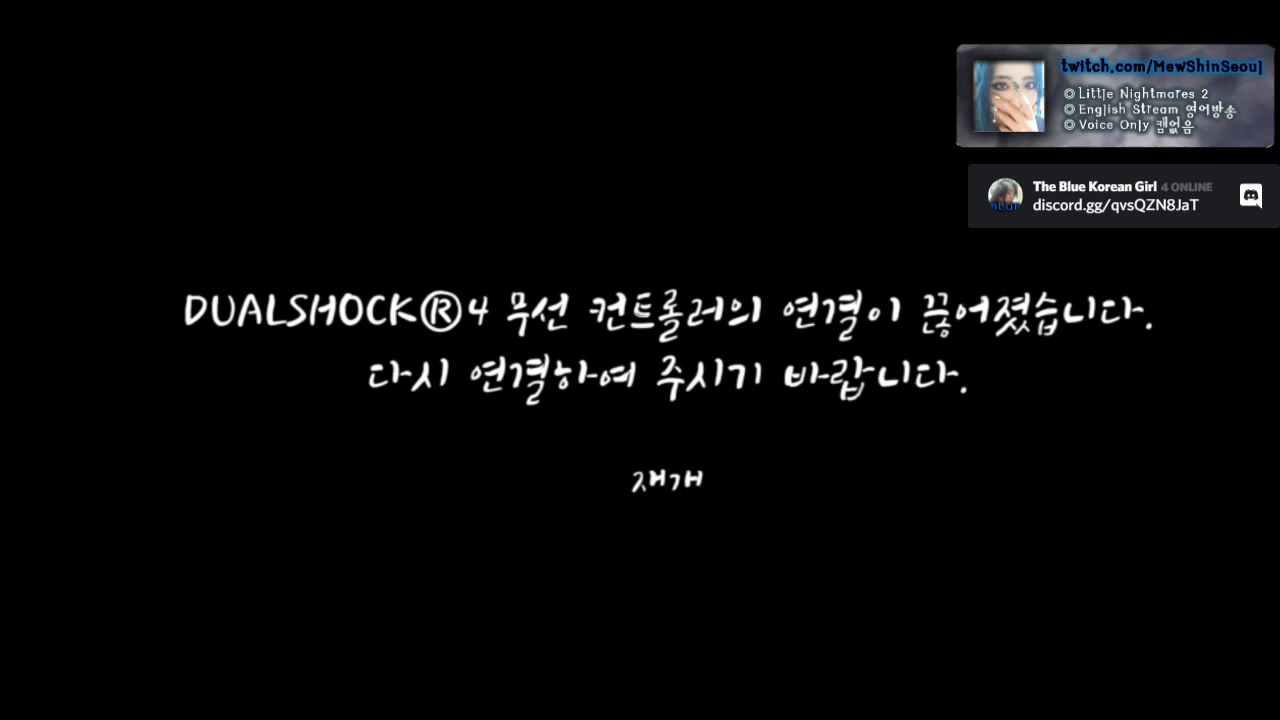 twitch.com/MewShinSeoul
◎Little Nightmares 2
◎English Stream 영어방송
◎Voice Only 캠없음
The Blue Korean Girl 4 ONLINE
discord.gg/qvsQZN8JaT
DUALSHOCK®4 무선 컨트롤러의 연결이 끊어졌습니다.
다시 연결하여 주시기 바랍니다.
재개